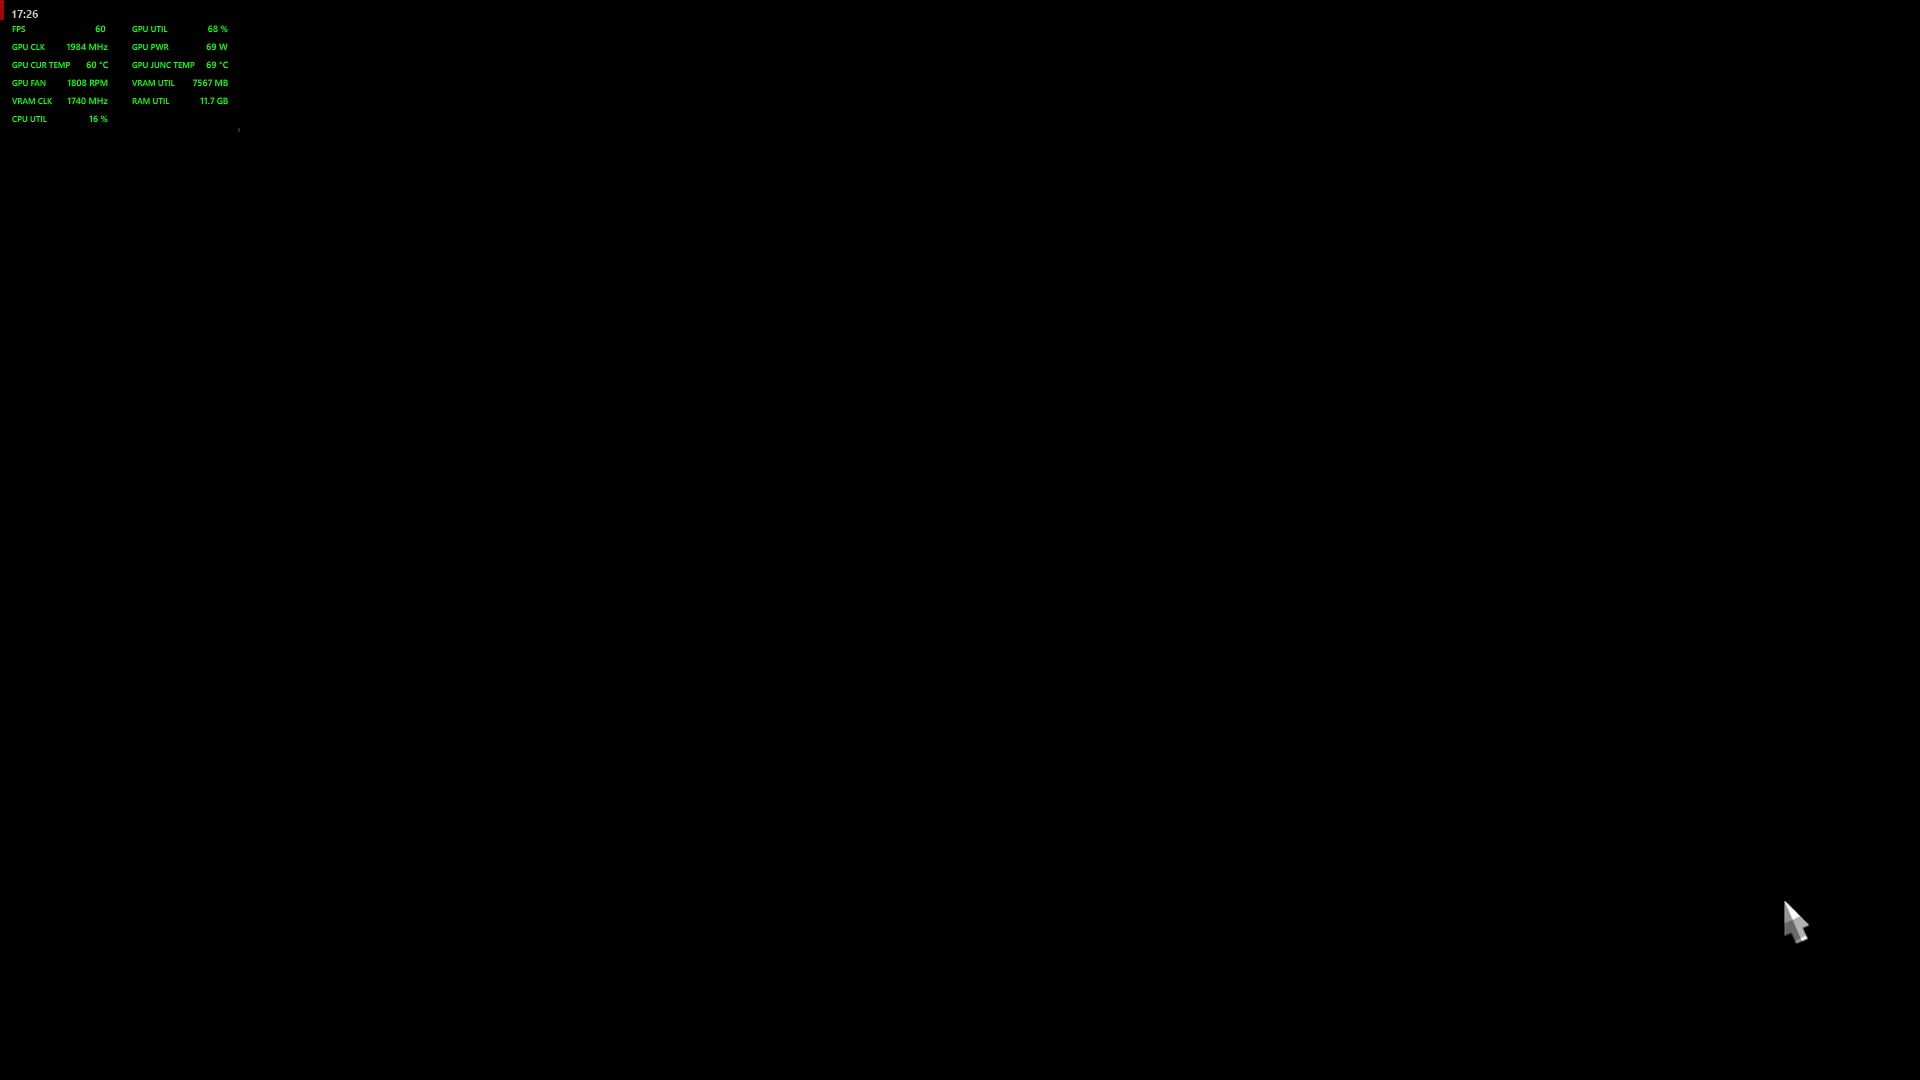 17:26
FPS 60 GPU UTIL 68 %
GPU CLK 1984 MHz GPU PWR 69 W
GPU CUR TEMP 60 °C GPU JUNC TEMP 69 °C
GPU FAN 1808 RPM VRAM UTIL 7567 MB
VRAM CLK 1740 MHz RAM UTIL 11.7 GB
CPU UTIL 16 %